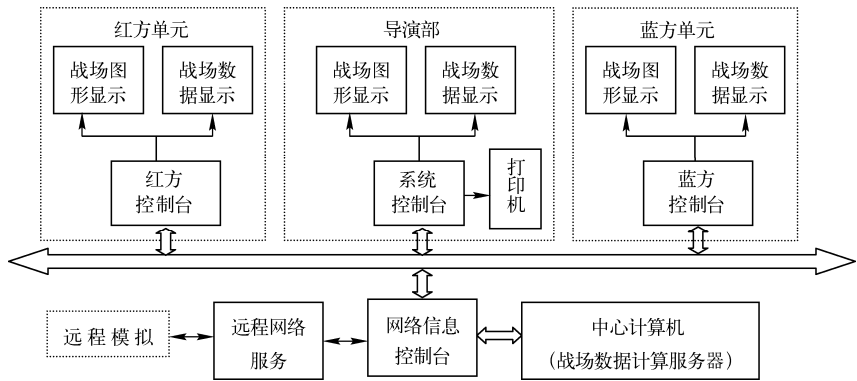 红方单元
战场图
形显示
战场数
据显示
红方
控制台
导演部
战场图
形显示
战场数
据显示
系统
控制台
打
印
机
蓝方单元
战场图
形显示
战场数
据显示
蓝方
控制台
远程模拟
远程网络
服务
网络信息
控制台
中心计算机
（战场数据计算服务器）